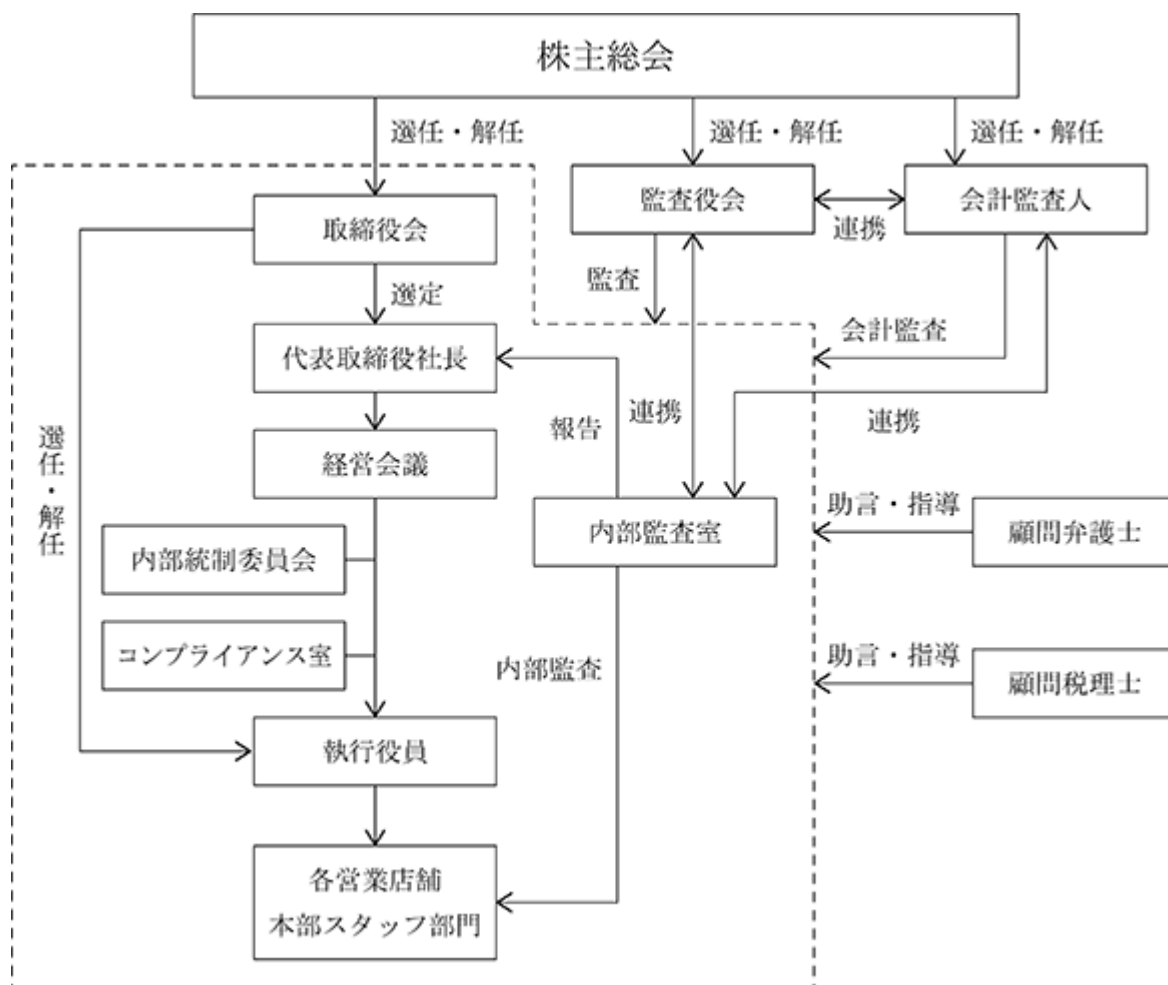 株主総会
選任・解任
選任・解任
選任・解任
監査役会
会計監査人
連携
取締役会
監査
選定
会計監査
代表取締役社長
報告
連携
連携
選任・解任
経営会議
内部監査室
助言・指導
顧問弁護士
内部統制委員会
コンプライアンス室
内部監査
助言・指導
顧問税理士
執行役員
各営業店舗
本部スタッフ部門